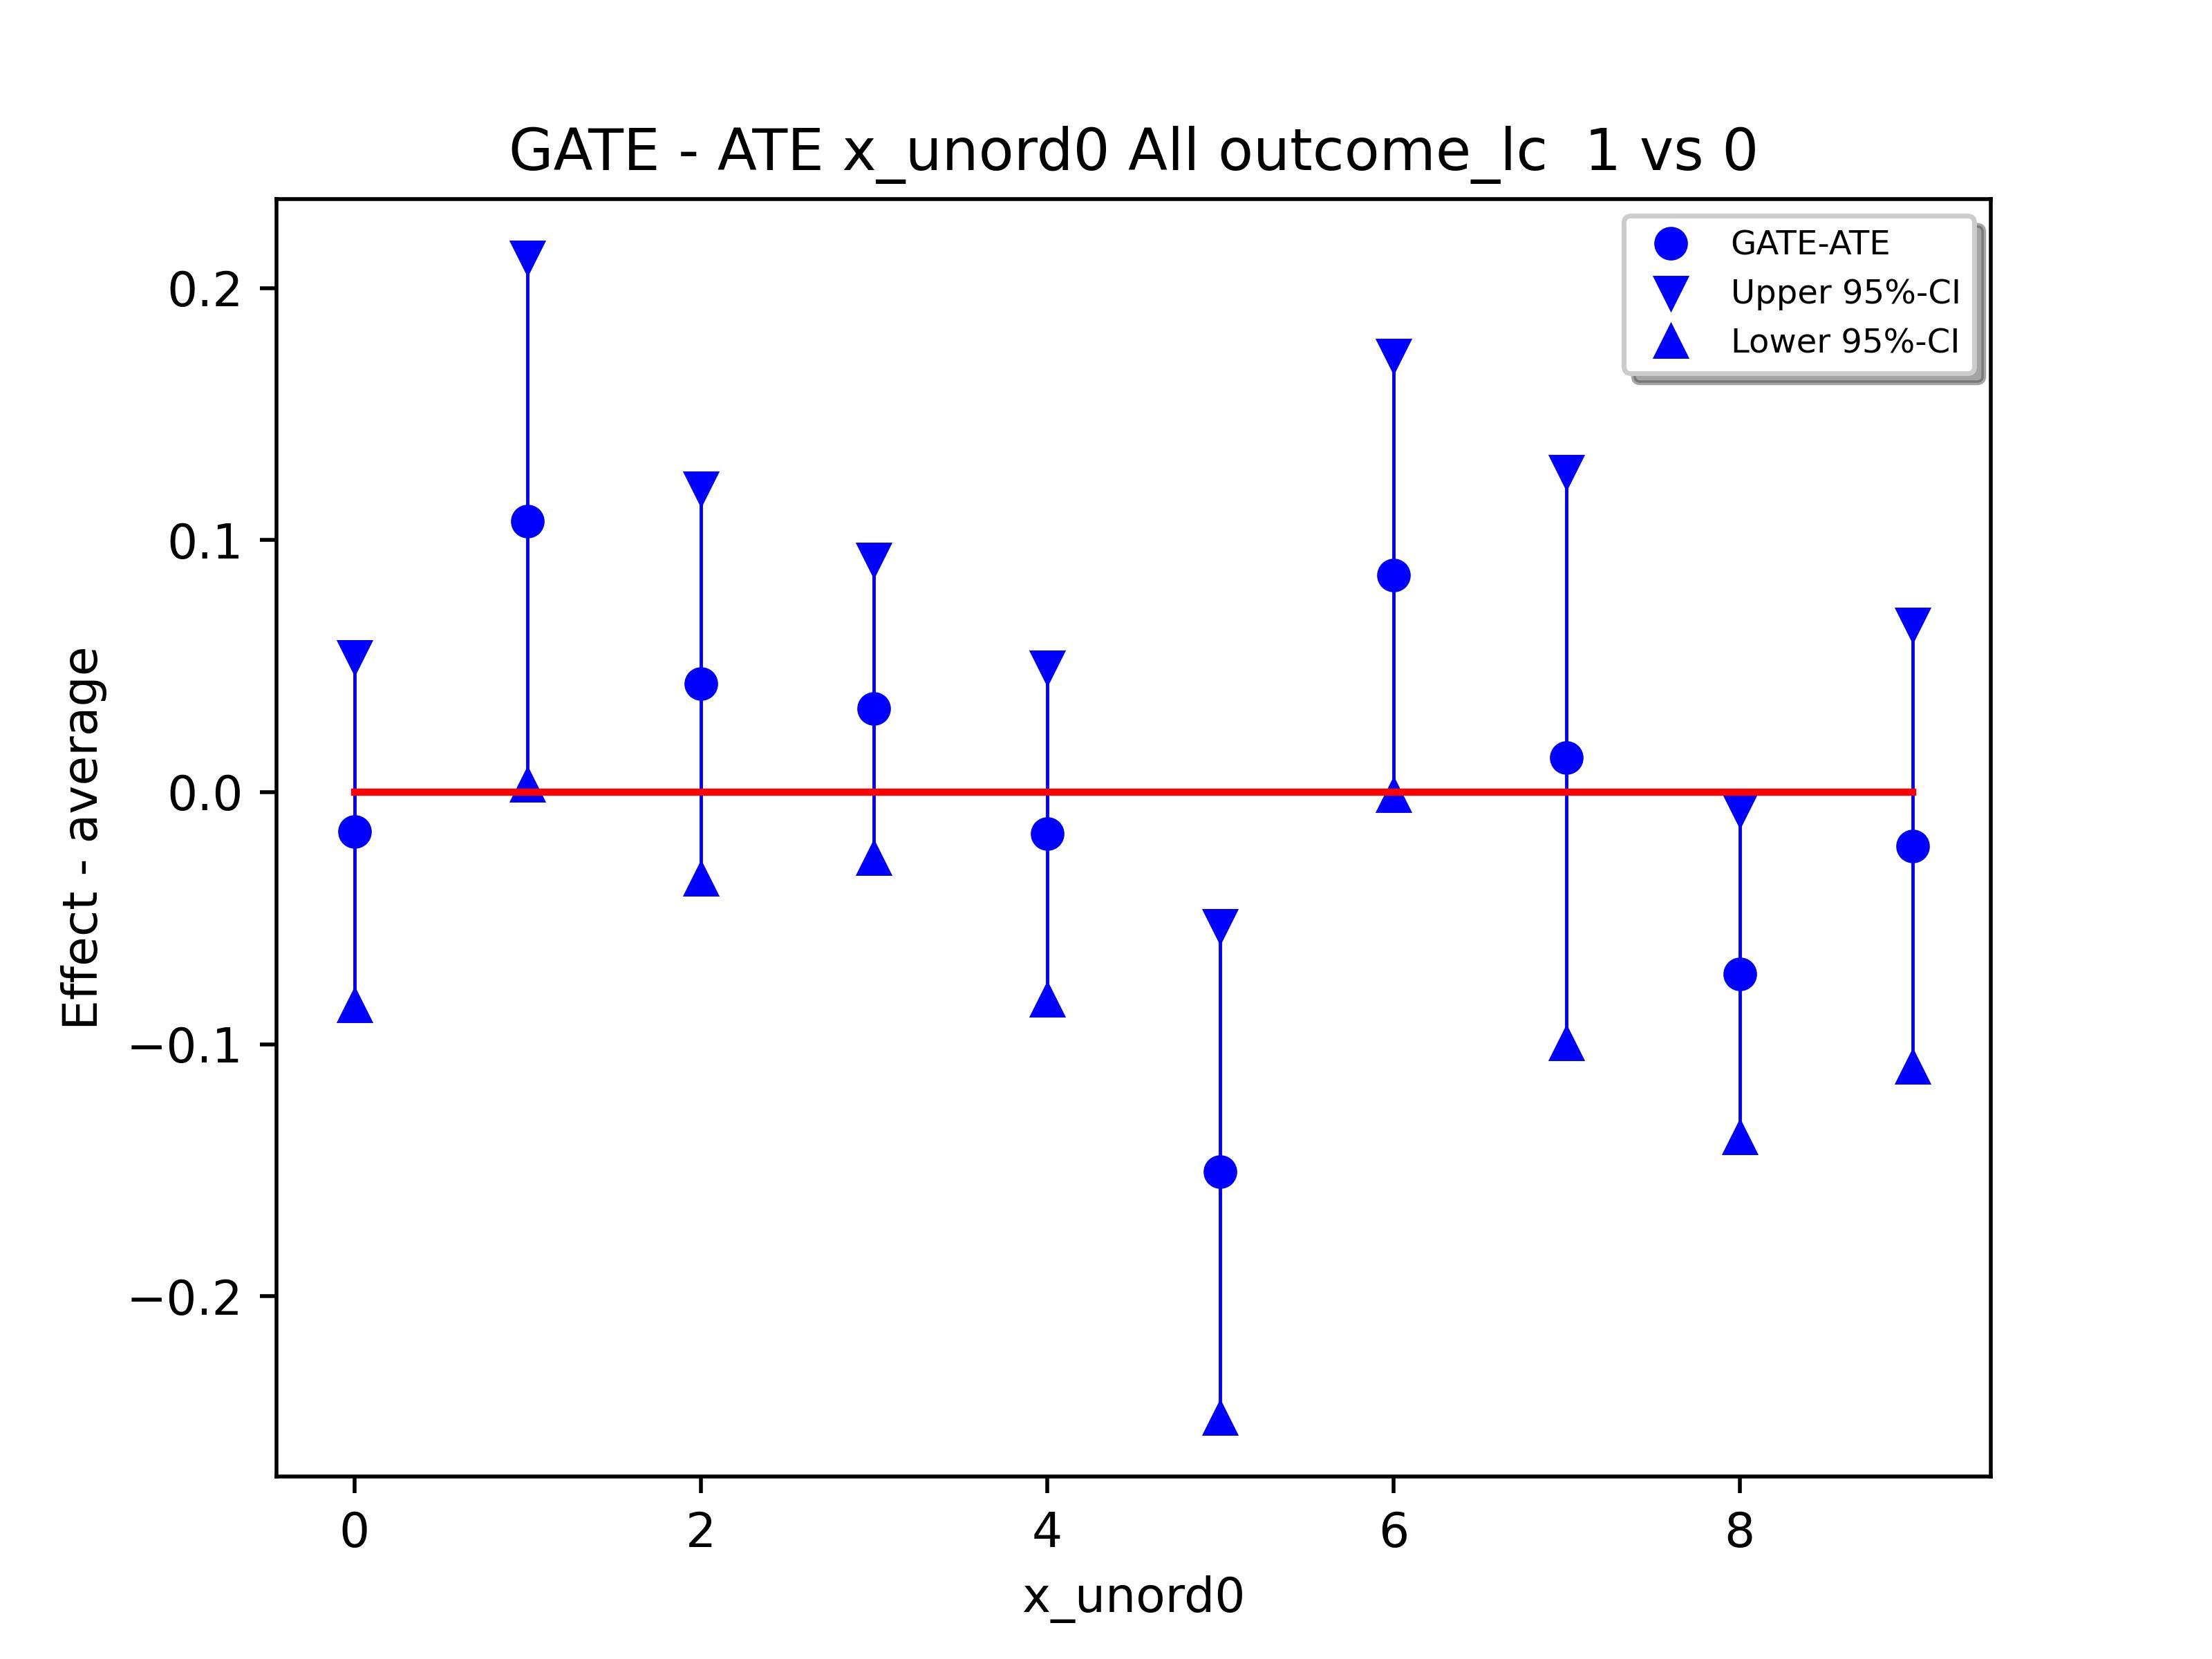 GATE - ATE x_unord0 All outcome_lc  1 vs 0
GATE-ATE
Upper 95%-CI
Lower 95%-CI
Effect - average
0.2
0.1
0.0
−0.1
−0.2
0 2 4 6 8
x_unord0